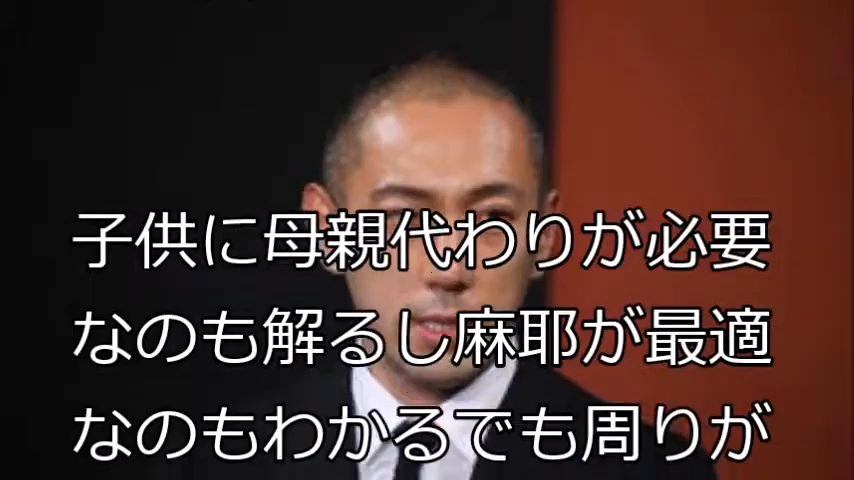 子供に母親代わりが必要
なのも解るし麻耶が最適
なのもわかるでも周りが